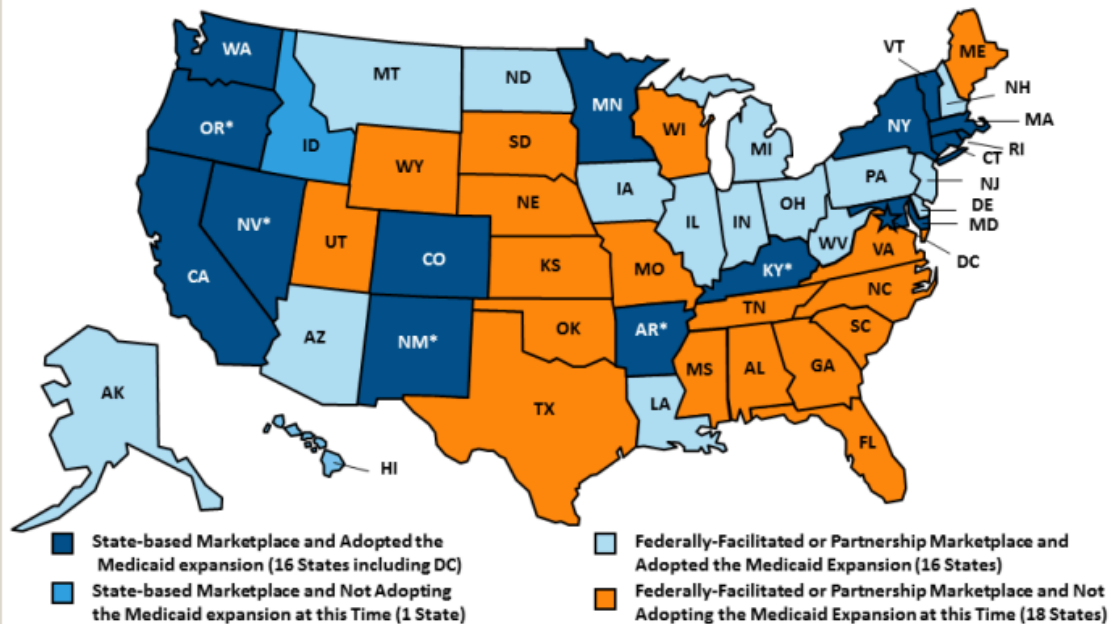 WA
MT
ND
MN
VT
ME
NH
MA
RI
CT
NJ
DE
MD
DC
OR*
ID
WY
SD
WI
MI
NY
PA
NV*
UT
CO
NE
IA
IL
IN
OH
WV
VA
CA
KS
MO
KY*
AZ
NM*
OK
AR*
TN
NC
SC
AK
TX
LA
MS
AL
GA
FL
HI
State-based Marketplace and Adopted the
Medicaid expansion (16 States including DC)
State-based Marketplace and Not Adopting
the Medicaid expansion at this Time (1 State)
Federally-Facilitated or Partnership Marketplace and
Adopted the Medicaid Expansion (16 States)
Federally-Facilitated or Partnership Marketplace and Not
Adopting the Medicaid Expansion at this Time (18 States)